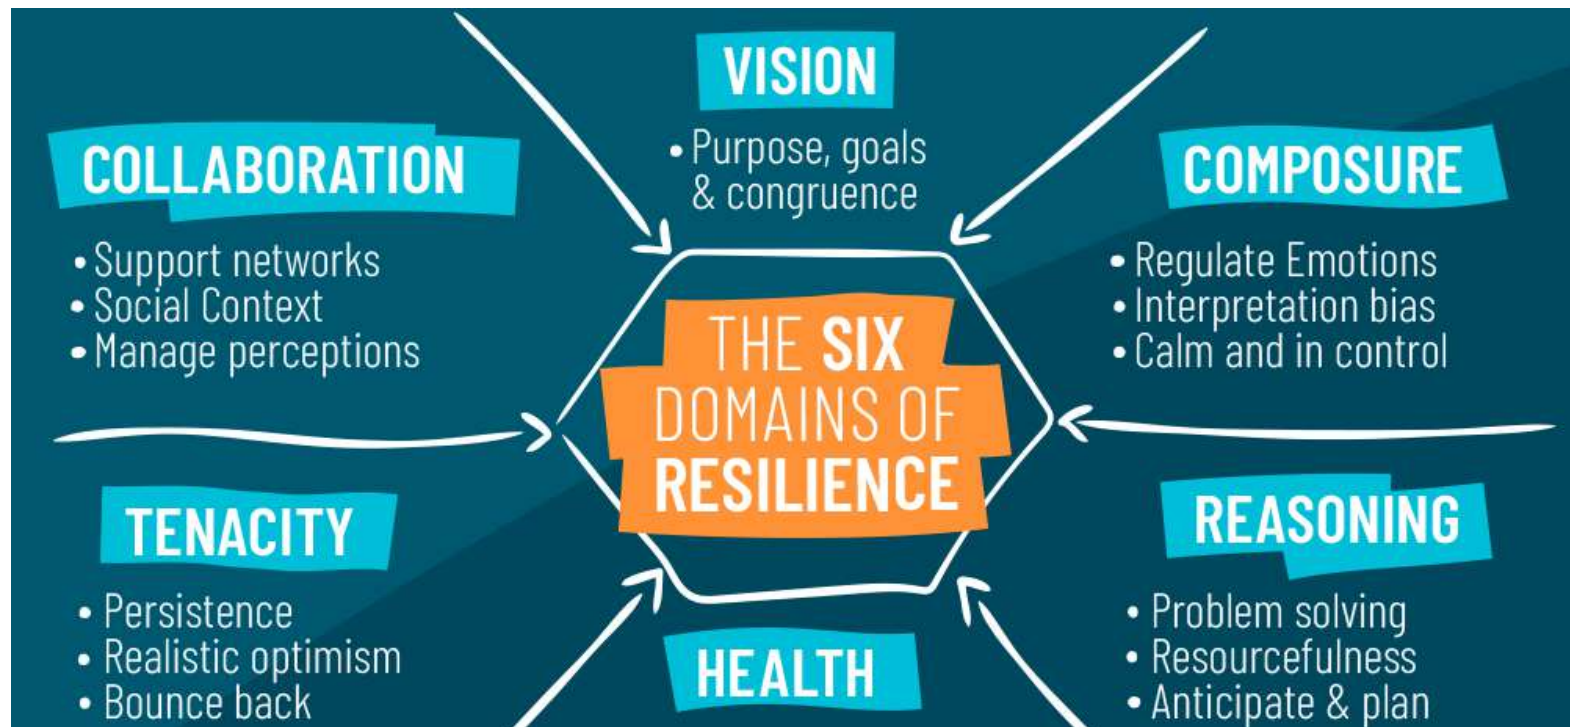 VISION
• Purpose, goals
& congruence
COLLABORATION
• Support networks
• Social Context
• Manage perceptions
COMPOSURE
• Regulate Emotions
• Interpretation bias
• Calm and in control
THE SIX
DOMAINS OF
RESILIENCE
TENACITY
• Persistence
• Realistic optimism
• Bounce back
REASONING
• Problem solving
• Resourcefulness
• Anticipate & plan
HEALTH